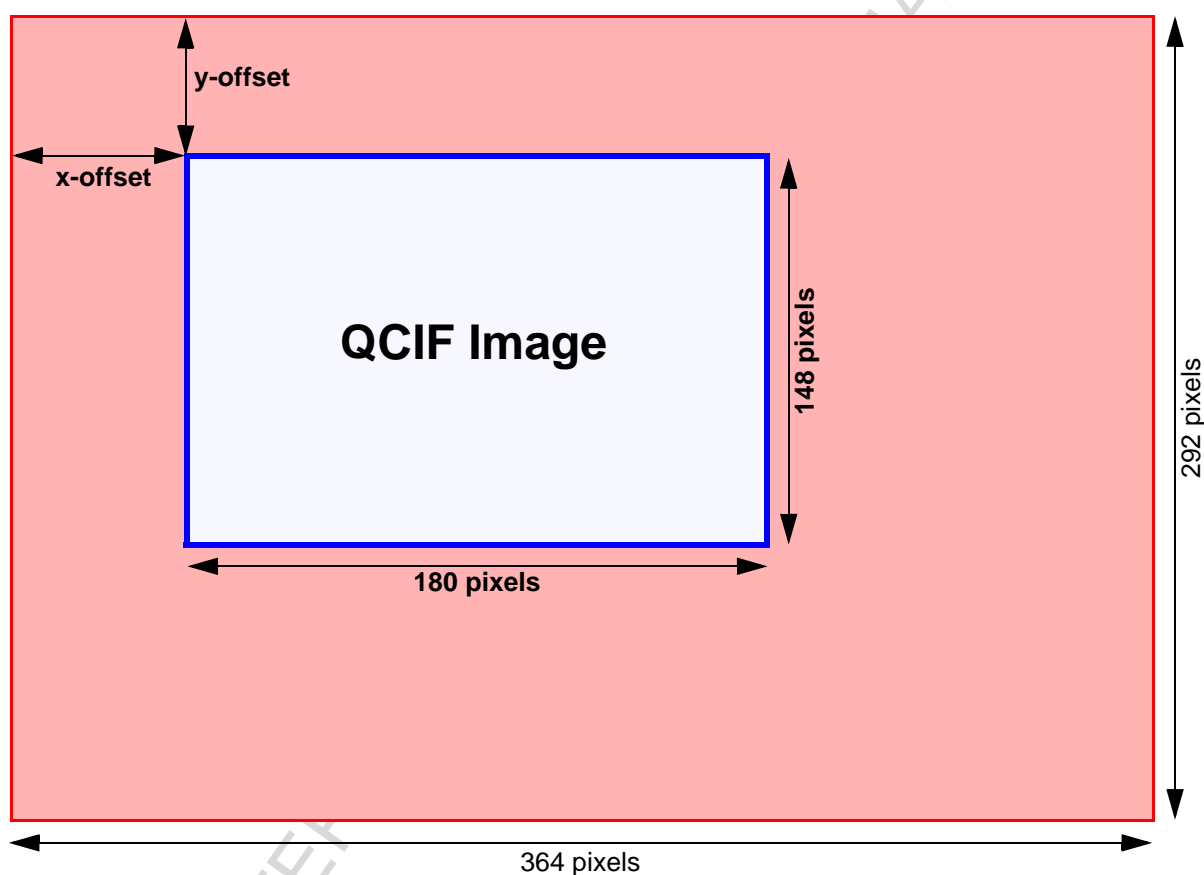 y-offset
x-offset
QCIF Image
148 pixels
292 pixels
180 pixels
364 pixels